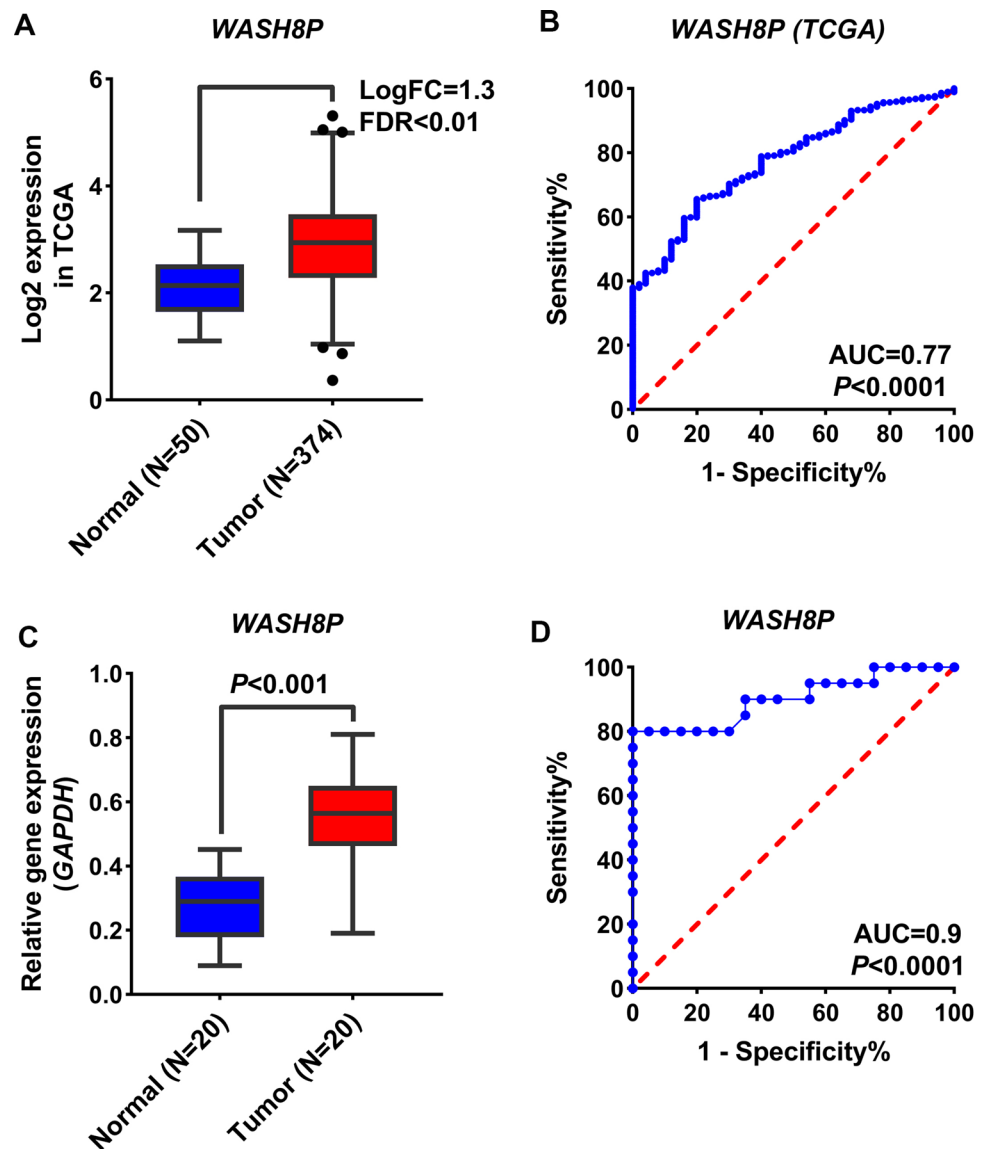 A
WASH8P
6
4
2
0
Log2 expression
in TCGA
LogFC=1.3
FDR<0.01
Normal (N=50)
Tumor (N=374)
B
WASH8P (TCGA)
100
80
60
40
20
0
Sensitivity%
AUC=0.77
P<0.0001
0 20 40 60 80 100
1- Specificity%
C
WASH8P
1.0
0.8
0.6
0.4
0.2
0.0
Relative gene expression
(GAPDH)
P<0.001
Normal (N=20)
Tumor (N=20)
D
WASH8P
100
80
60
40
20
0
Sensitivity%
AUC=0.9
P<0.0001
0 20 40 60 80 100
1 - Specificity%